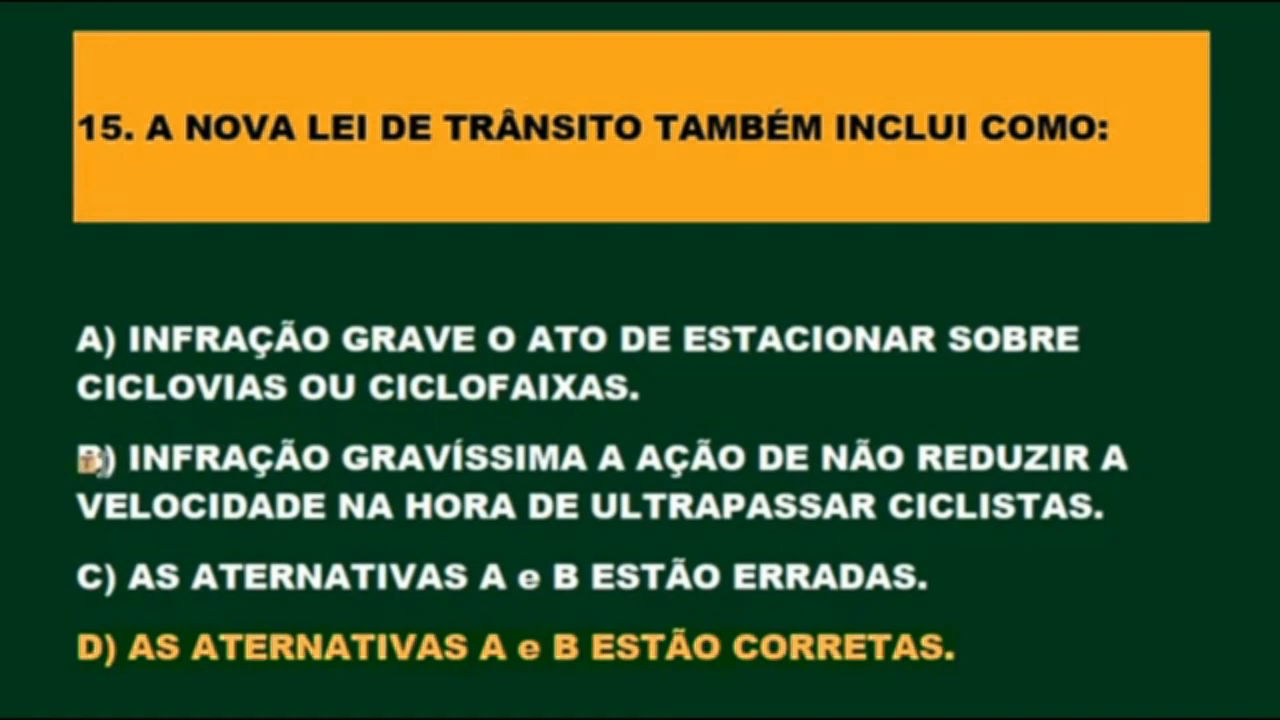 15. A NOVA LEI DE TRÂNSITO TAMBÉM INCLUI COMO:
A) INFRAÇÃO GRAVE O ATO DE ESTACIONAR SOBRE
CICLOVIAS OU CICLOFAIXAS.
B) INFRAÇÃO GRAVÍSSIMA A AÇÃO DE NÃO REDUZIR A
VELOCIDADE NA HORA DE ULTRAPASSAR CICLISTAS.
C) AS ATERNATIVAS A e B ESTÃO ERRADAS.
D) AS ATERNATIVAS A e B ESTÃO CORRETAS.